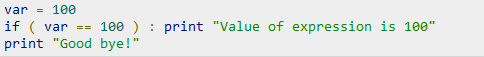 var = 100
if ( var == 100 ) : print "Value of expression is 100"
print "Good bye!"